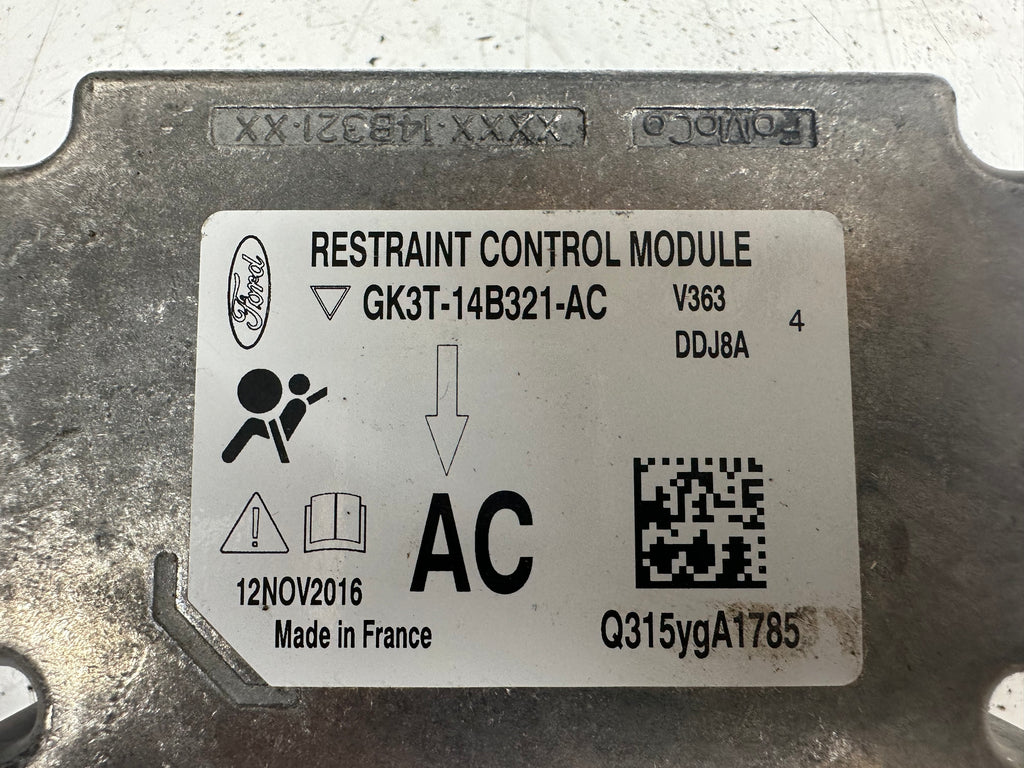 XXXX-14B321-XX
FoMoCo
Ford
RESTRAINT CONTROL MODULE
GK3T-14B321-AC
V363
DDJ8A
4
AC
12NOV2016
Made in France
Q315ygA1785